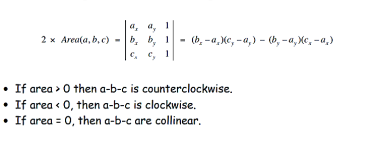 2 × Area(a, b, c) = | a_x a_y 1 | = (b_x − a_x)(c_y − a_y) − (b_y − a_y)(c_x − a_x)
| b_x b_y 1 |
| c_x c_y 1 |
• If area > 0 then a-b-c is counterclockwise.
• If area < 0, then a-b-c is clockwise.
• If area = 0, then a-b-c are collinear.